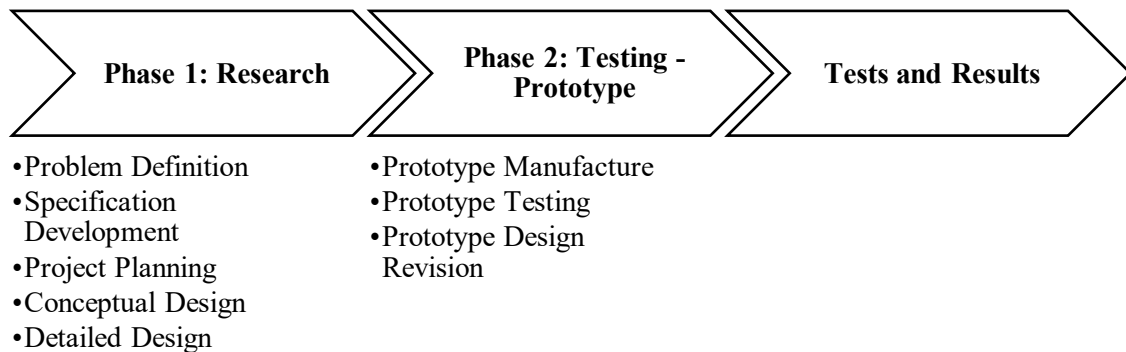 Phase 1: Research
•Problem Definition
•Specification
Development
•Project Planning
•Conceptual Design
•Detailed Design
Phase 2: Testing -
Prototype
•Prototype Manufacture
•Prototype Testing
•Prototype Design
Revision
Tests and Results